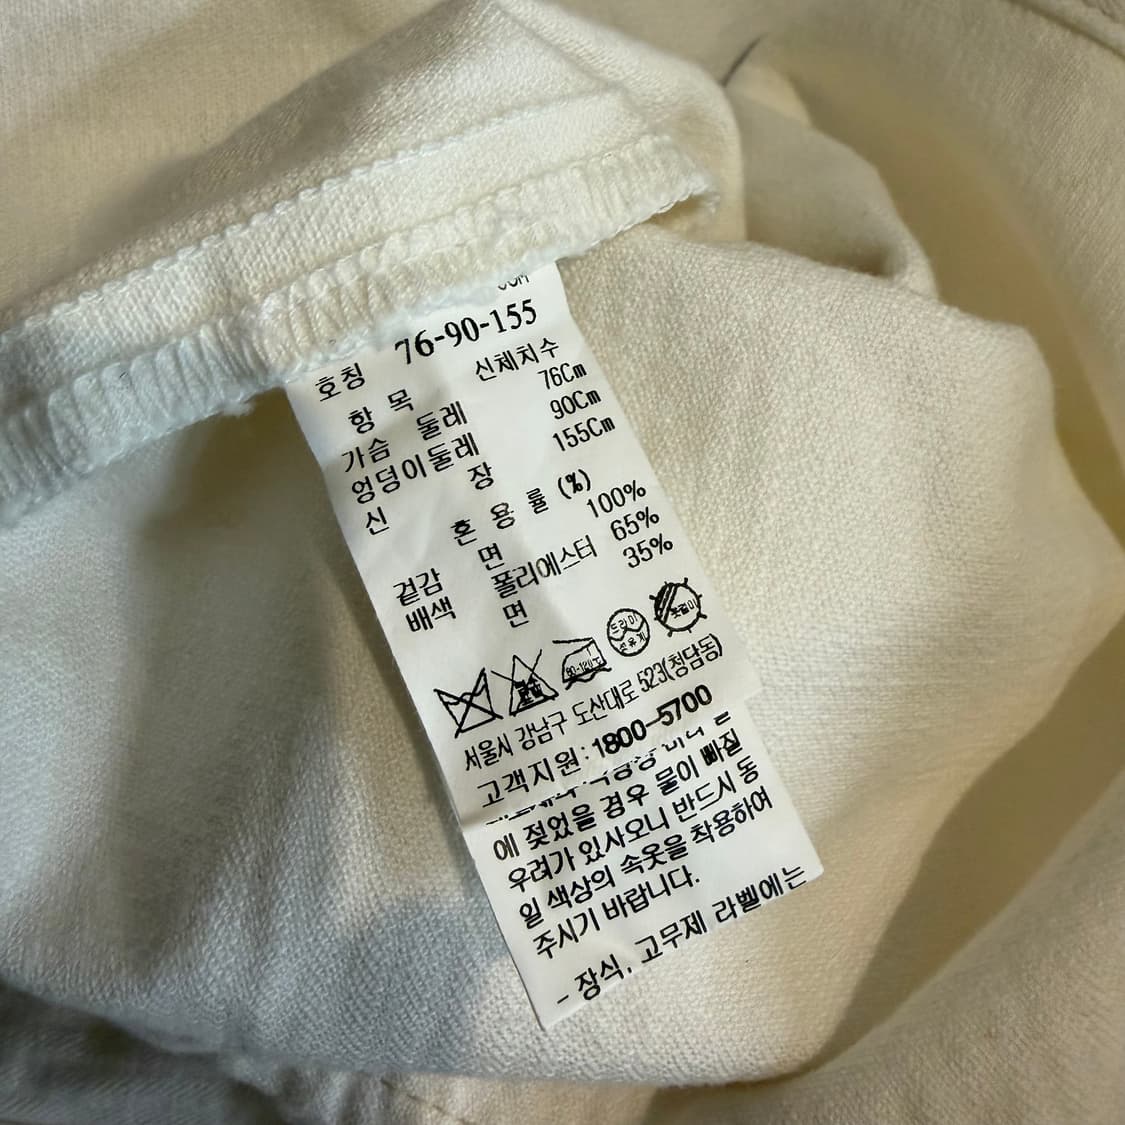 호칭 76-90-155
항 목 신체치수
가슴 둘레 76Cm
엉덩이둘레 90Cm
신 장 155Cm
혼 용 률 (%)
겉감 면 100%
배색 폴리에스터 65%
면 35%
드라이
석유계
서울시 강남구 도산대로 523(청담동)
고객지원 : 1800-5700
에 젖었을 경우 물이 빠질
우려가 있사오니 반드시 동
일 색상의 속옷을 착용하여
주시기 바랍니다.
- 장식, 고무제 라벨에는